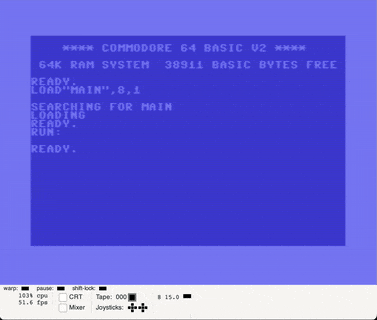 **** COMMODORE 64 BASIC V2 ****
64K RAM SYSTEM 38911 BASIC BYTES FREE
READY.
LOAD"MAIN",8,1
SEARCHING FOR MAIN
LOADING
READY.
RUN:
READY.
warp: pause: shift-lock:
103% cpu
51.6 fps
CRT
Mixer
Tape: 000
Joysticks:
8 15.0